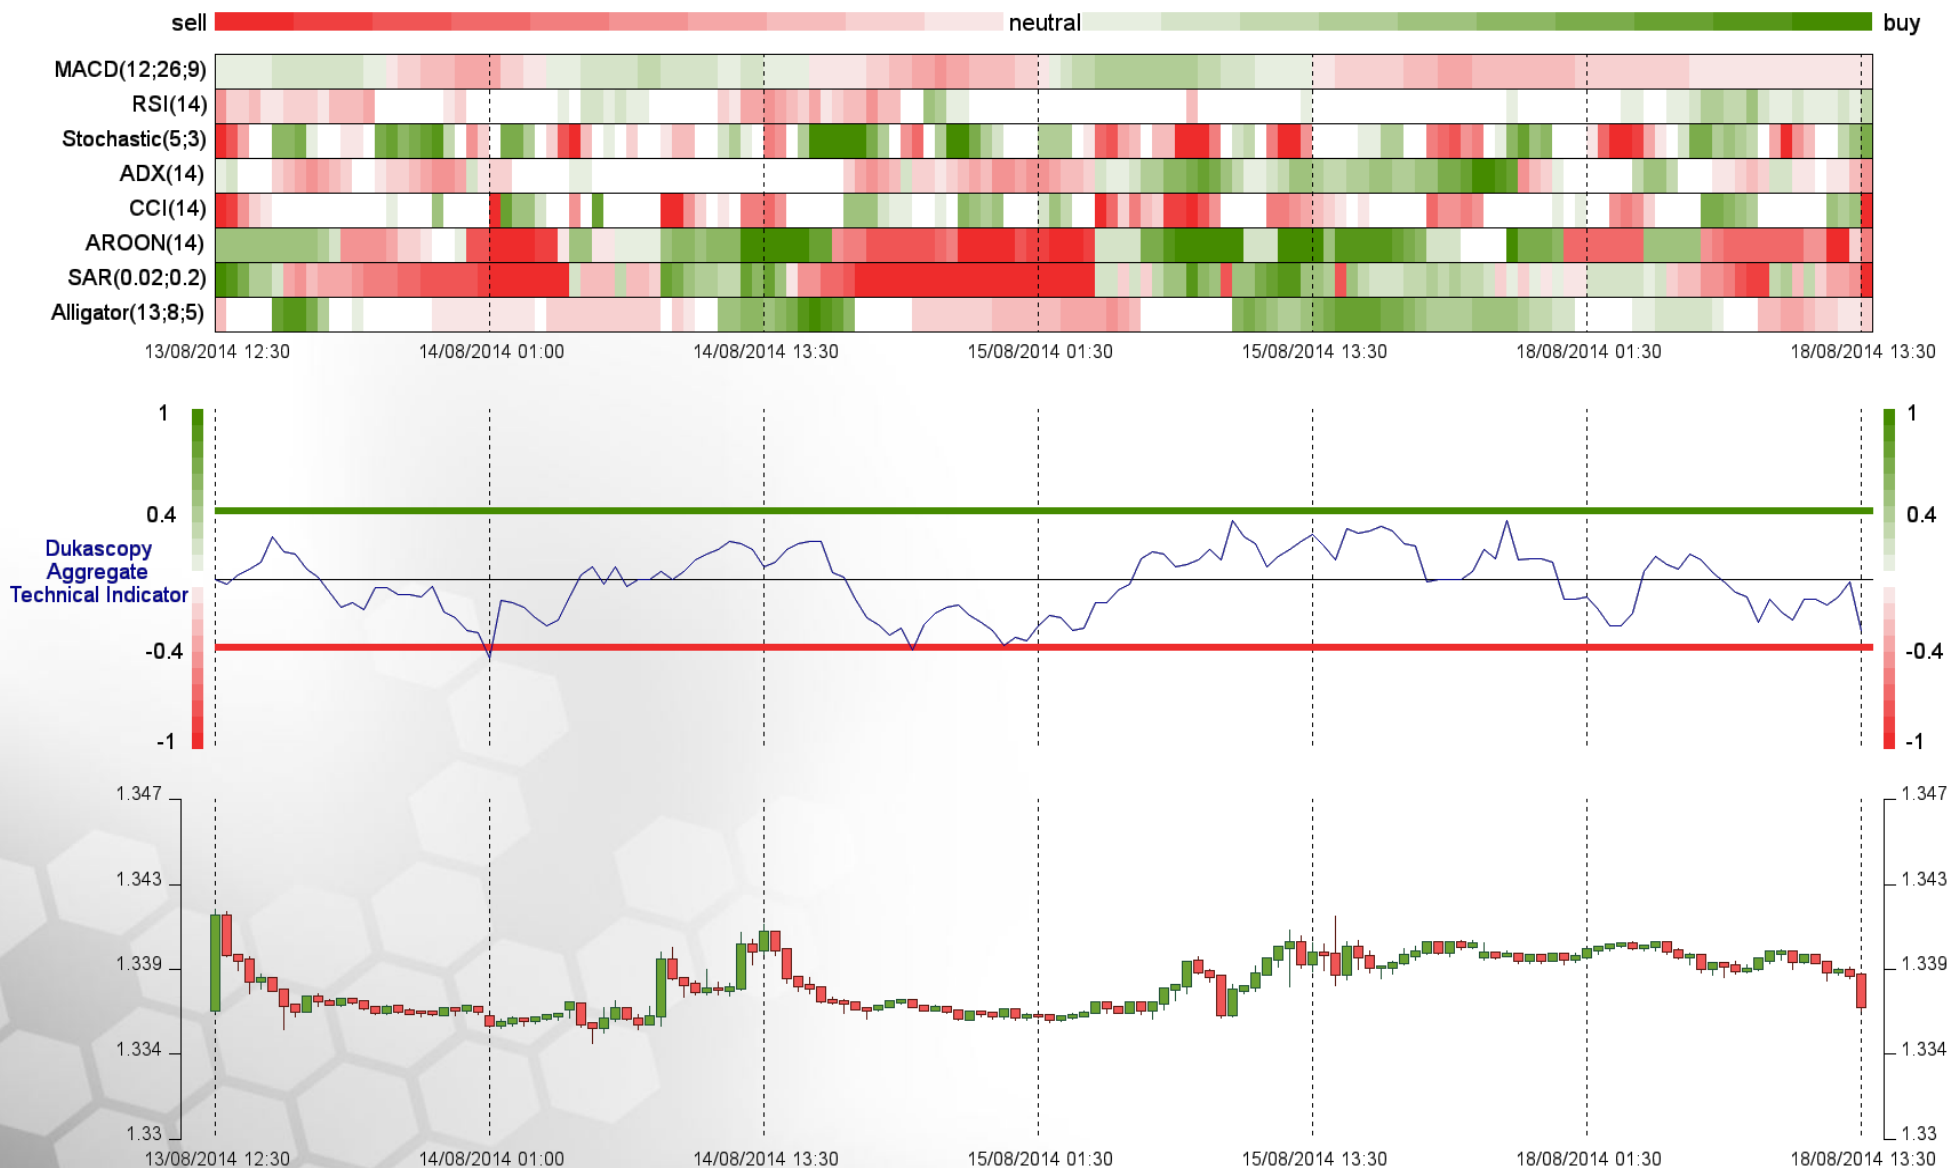 sell neutral buy
MACD(12;26;9)
RSI(14)
Stochastic(5;3)
ADX(14)
CCI(14)
AROON(14)
SAR(0.02;0.2)
Alligator(13;8;5)
13/08/2014 12:30 14/08/2014 01:00 14/08/2014 13:30 15/08/2014 01:30 15/08/2014 13:30 18/08/2014 01:30 18/08/2014 13:30
1 1
0.4 0.4
Dukascopy
Aggregate
Technical Indicator
-0.4 -0.4
-1 -1
1.347 1.347
1.343 1.343
1.339 1.339
1.334 1.334
1.33 1.33
13/08/2014 12:30 14/08/2014 01:00 14/08/2014 13:30 15/08/2014 01:30 15/08/2014 13:30 18/08/2014 01:30 18/08/2014 13:30